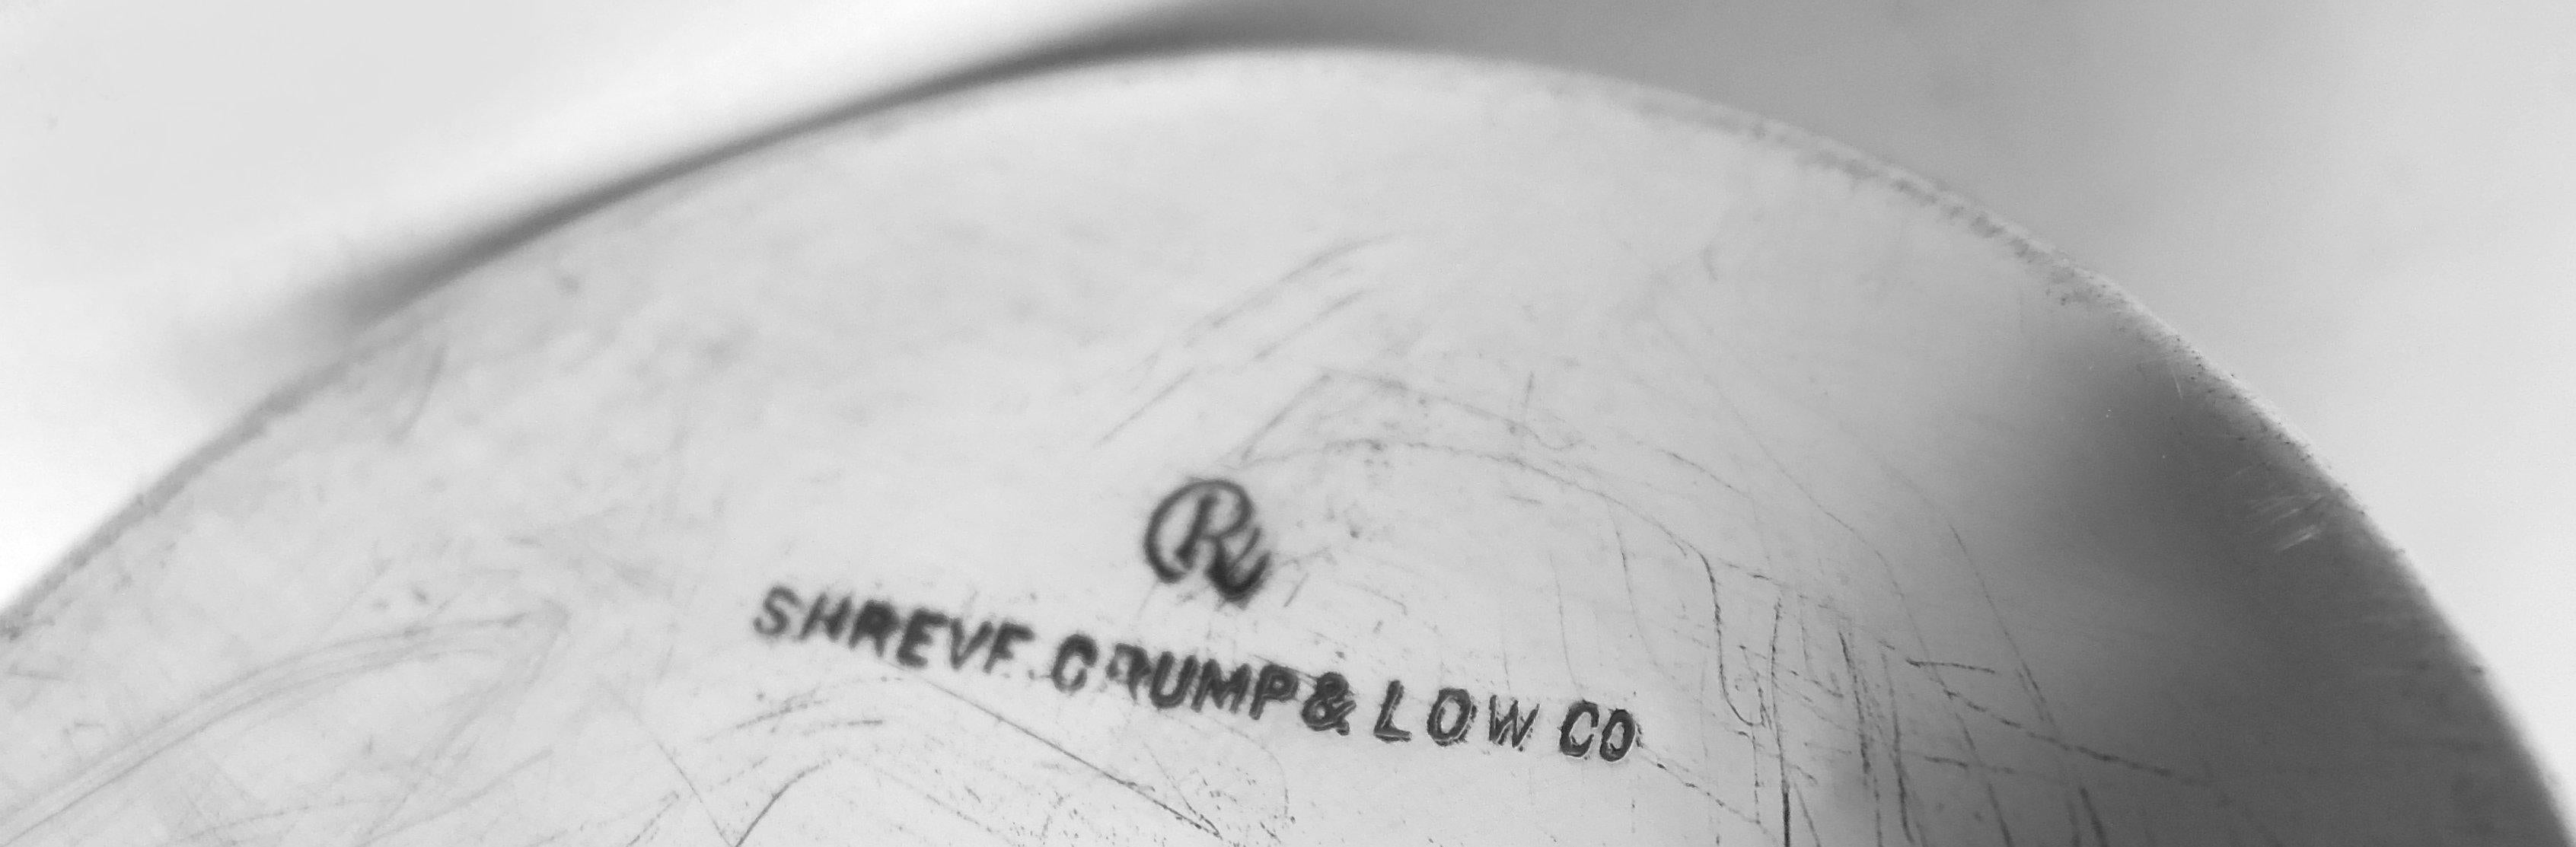 R
SHREVE. CRUMP & LOW CO